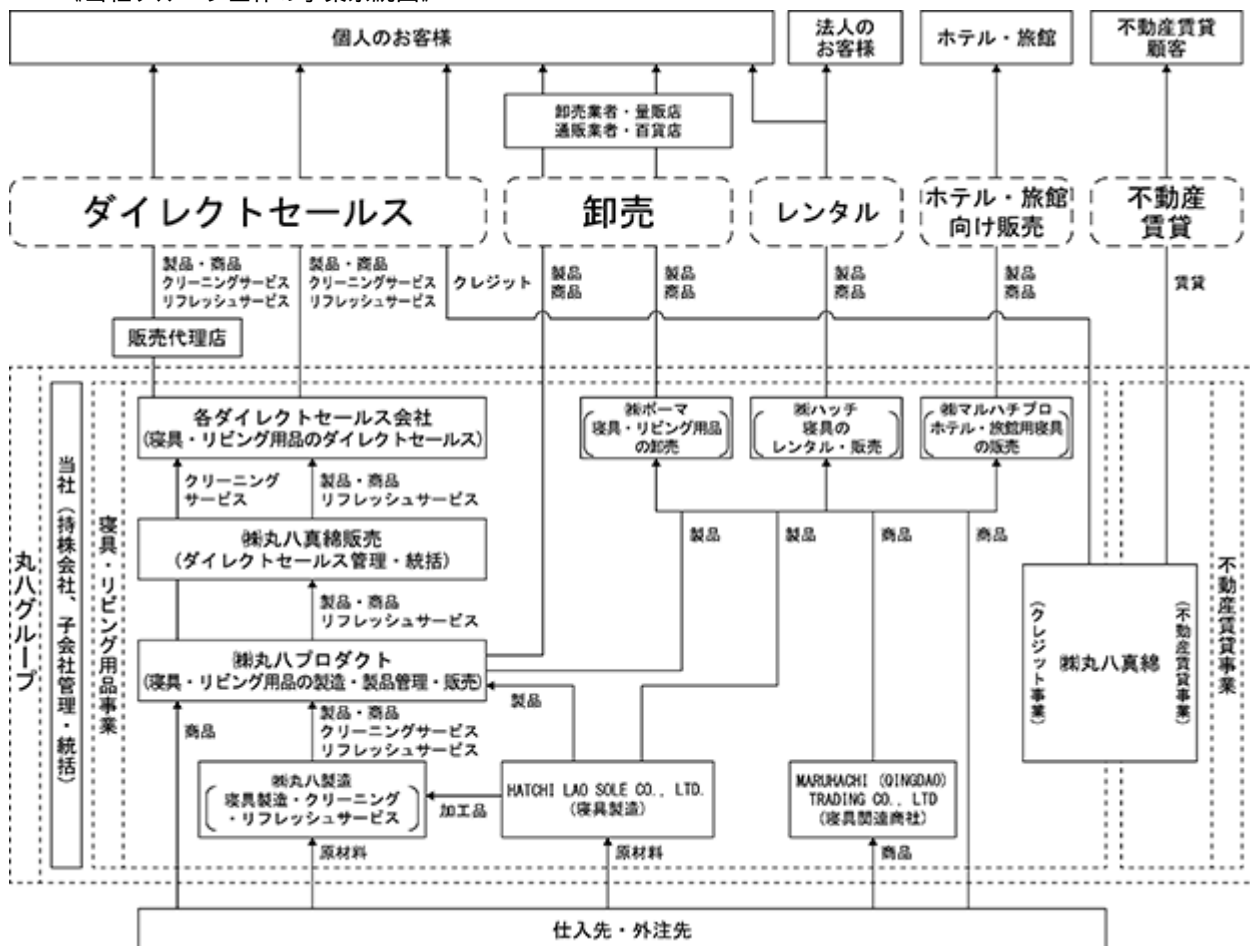 個人のお客様
法人の
お客様
ホテル・旅館
不動産賃貸
顧客
卸売業者・量販店
通販業者・百貨店
ダイレクトセールス
卸売
レンタル
ホテル・旅館
向け販売
不動産
賃貸
製品・商品
クリーニングサービス
リフレッシュサービス
製品・商品
クリーニングサービス
リフレッシュサービス
クレジット
製品
商品
製品
商品
製品
商品
製品
商品
賃貸
販売代理店
丸八グループ
当社(持株会社、子会社管理・統括)
寝具・リビング用品事業
各ダイレクトセールス会社
(寝具・リビング用品のダイレクトセールス)
㈱ボーマ
寝具・リビング用品
の卸売
㈱ハッチ
寝具の
レンタル・販売
㈱マルハチプロ
ホテル・旅館用寝具
の販売
クリーニング
サービス
製品・商品
リフレッシュサービス
㈱丸八真綿販売
(ダイレクトセールス管理・統括)
製品
製品
商品
商品
製品・商品
リフレッシュサービス
㈱丸八プロダクト
(寝具・リビング用品の製造・製品管理・販売)
(クレジット事業)
㈱丸八真綿
(不動産賃貸事業)
不動産賃貸事業
商品
製品・商品
クリーニングサービス
リフレッシュサービス
製品
㈱丸八製造
寝具製造・クリーニング
・リフレッシュサービス
加工品
HATCHI LAO SOLE CO., LTD.
(寝具製造)
MARUHACHI (QINGDAO)
TRADING CO., LTD
(寝具関連商社)
原材料
原材料
商品
仕入先・外注先